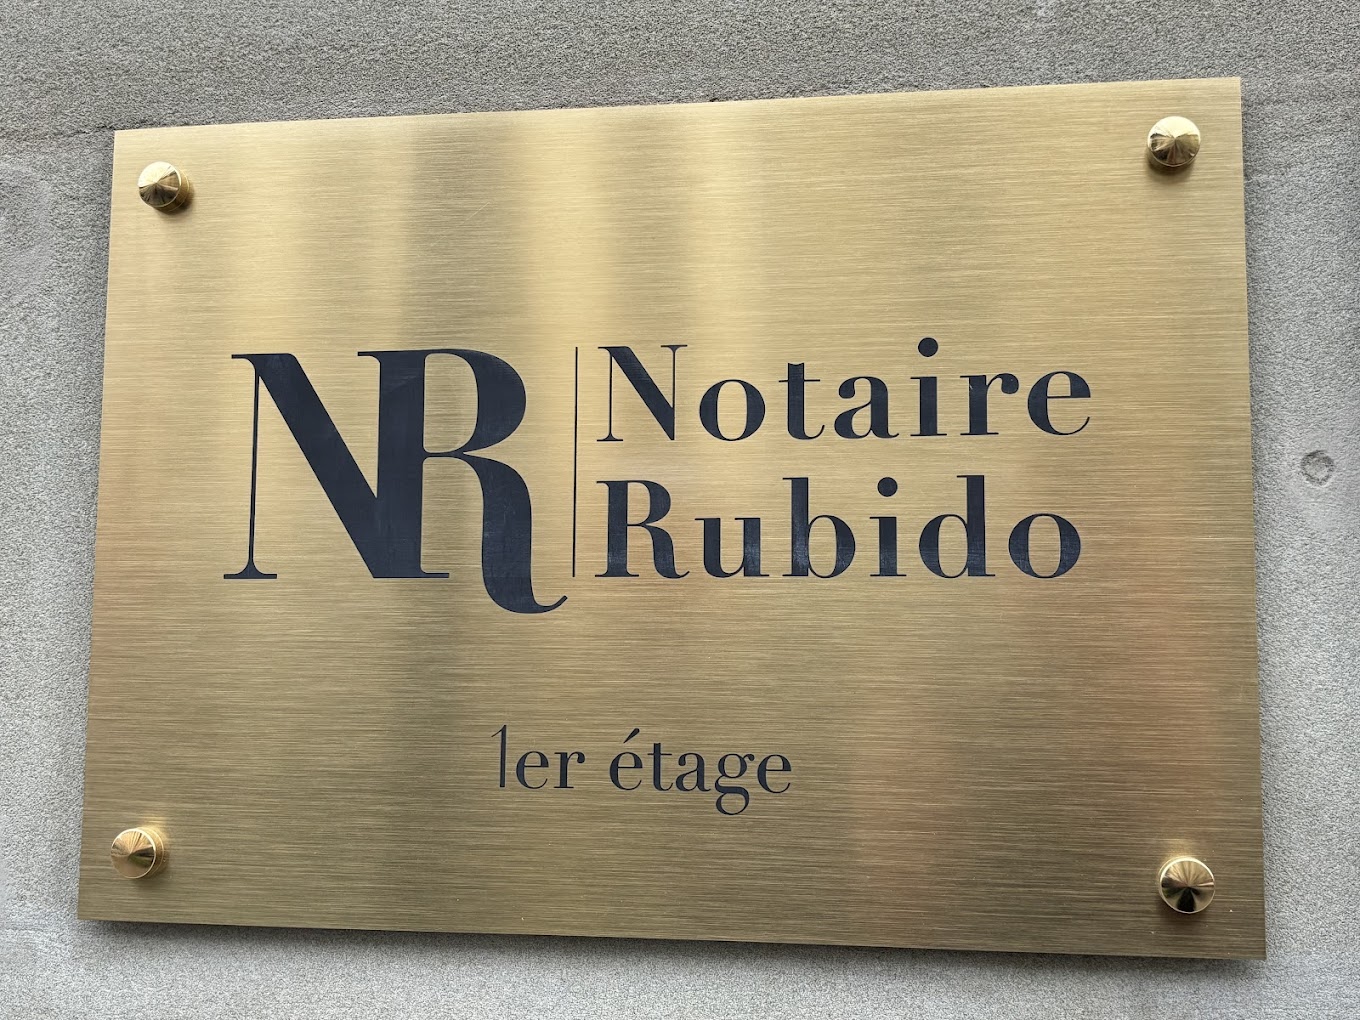 NR
Notaire
Rubido
1er étage